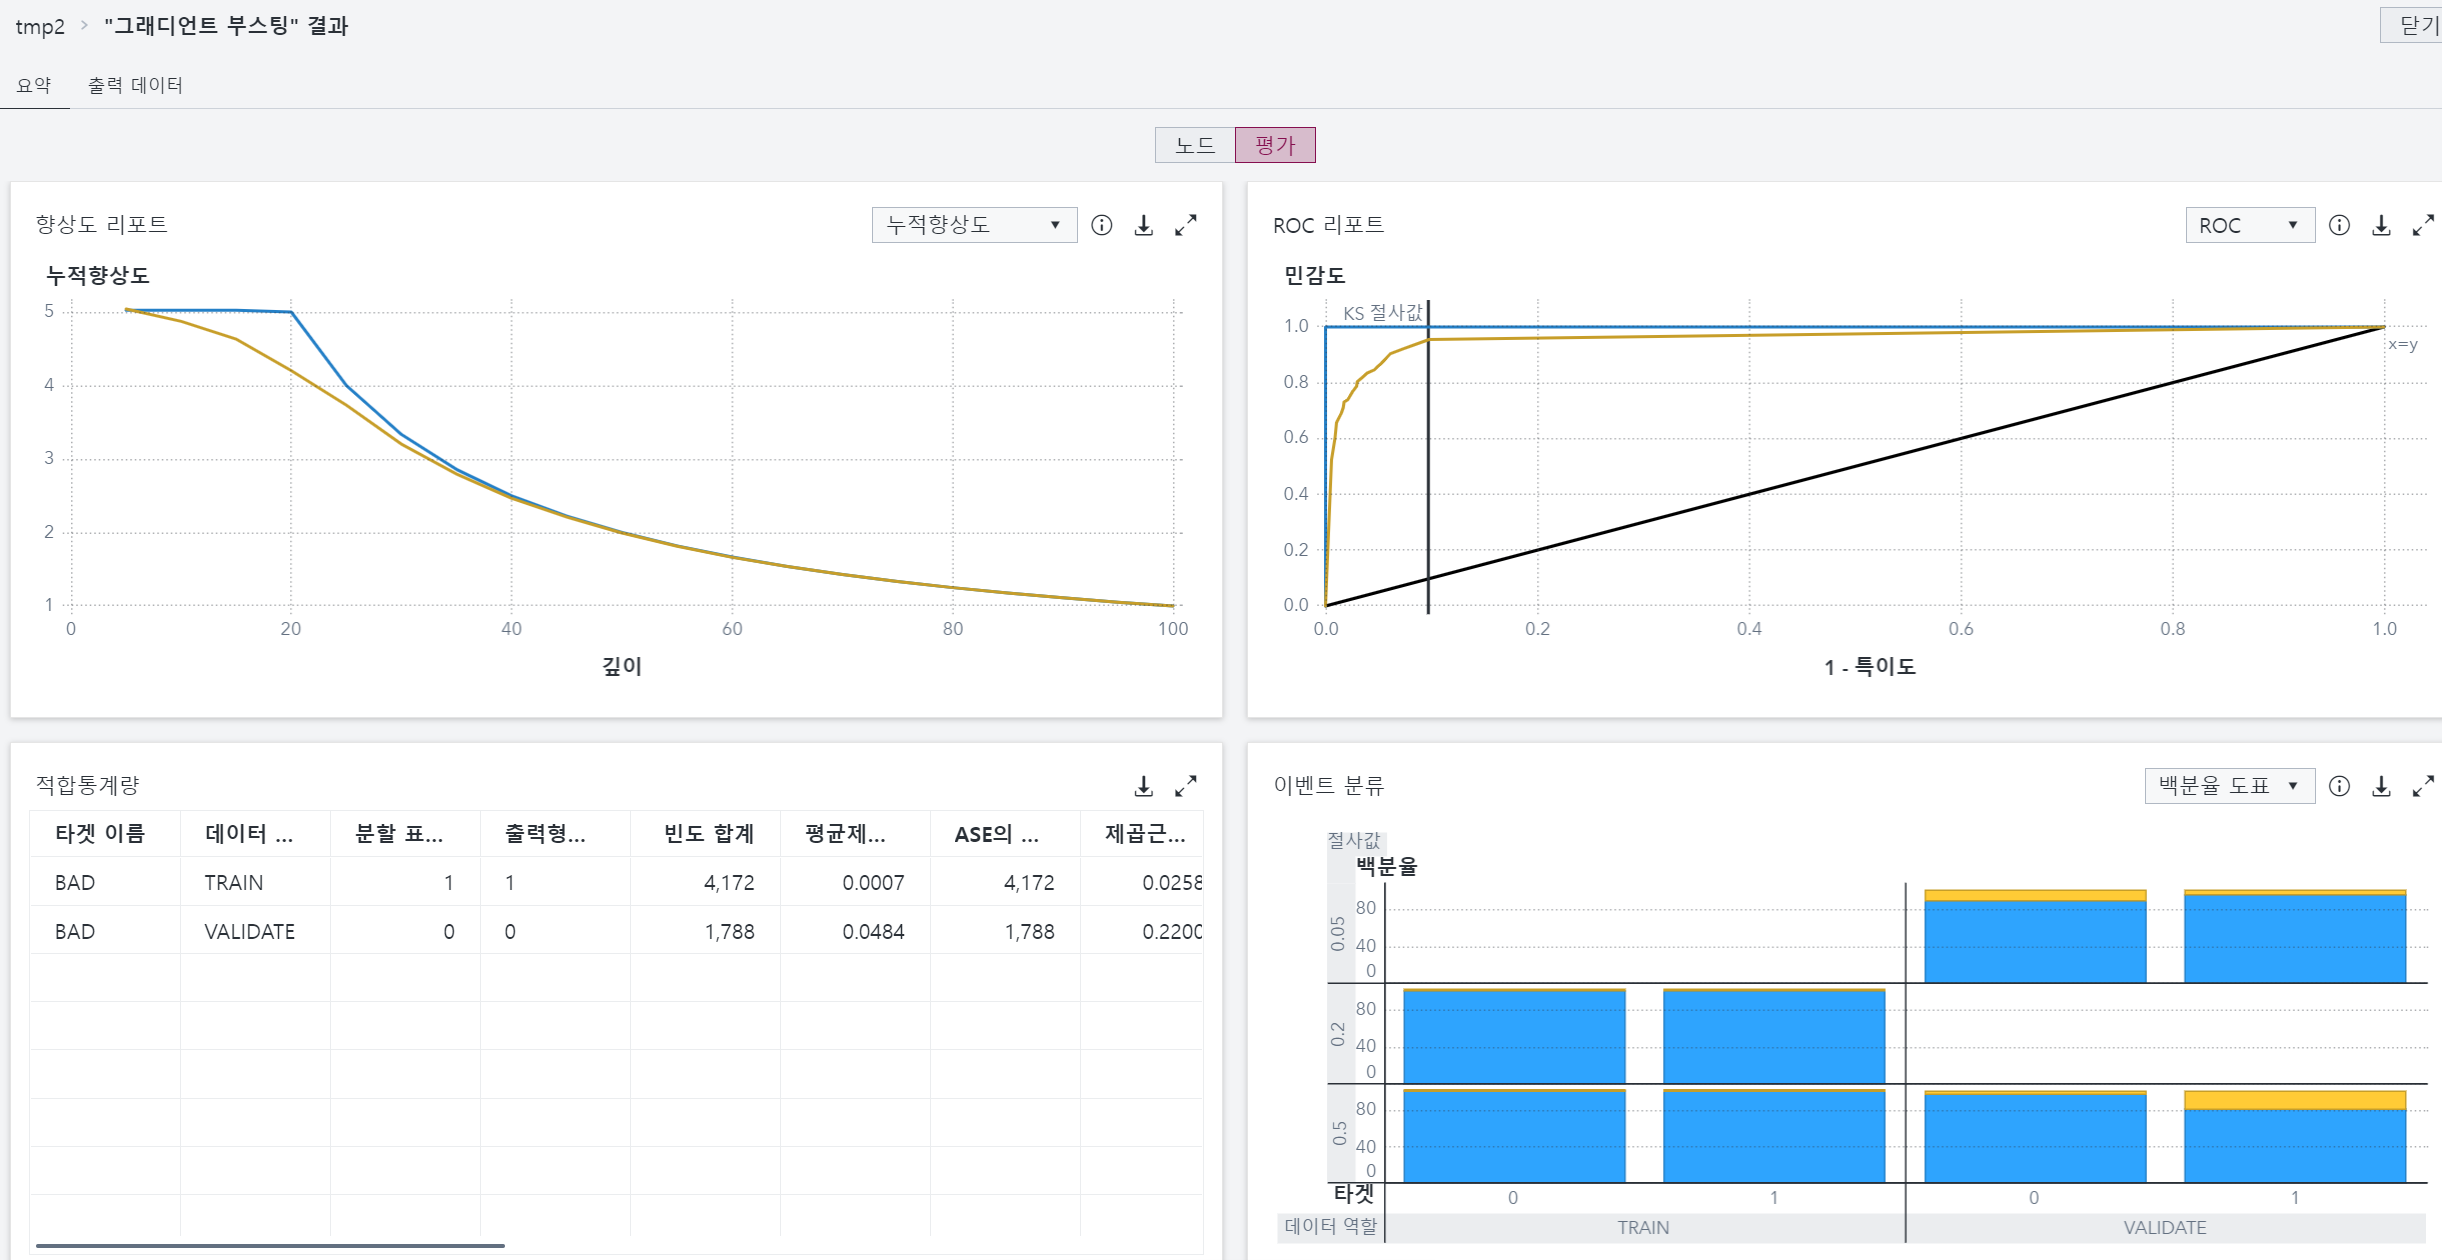 tmp2 > "그래디언트 부스팅" 결과
닫기
요약 출력 데이터
노드 평가
향상도 리포트 누적향상도
누적향상도
5
4
3
2
1
0 20 40 60 80 100
깊이
ROC 리포트 ROC
민감도
KS 절사값
1.0
x=y
0.8
0.6
0.4
0.2
0.0
0.0 0.2 0.4 0.6 0.8 1.0
1 - 특이도
적합통계량
타겟 이름 데이터 ... 분할 표... 출력형... 빈도 합계 평균제... ASE의 ... 제곱근...
BAD TRAIN 1 1 4,172 0.0007 4,172 0.0258
BAD VALIDATE 0 0 1,788 0.0484 1,788 0.2200
이벤트 분류 백분율 도표
절사값
백분율
0.05
80
40
0
0.2
80
40
0
0.5
80
40
0
타겟 0 1 0 1
데이터 역할 TRAIN VALIDATE